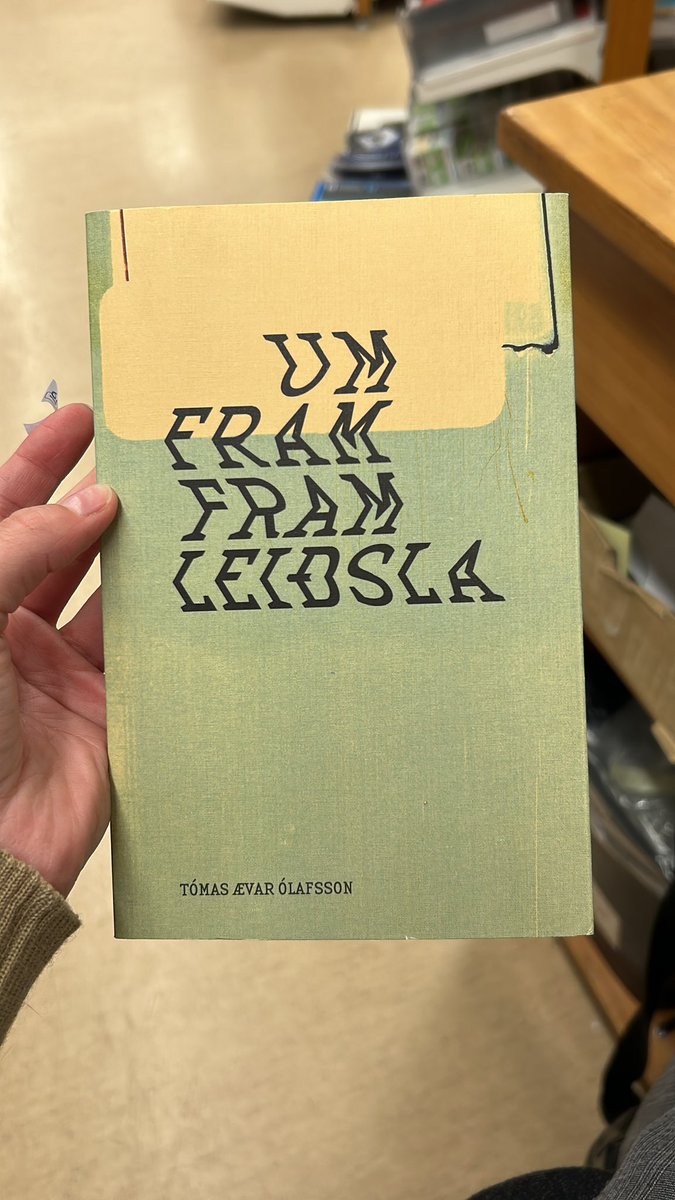 UM
FRAM
FRAM
LEIÐSLA
TÓMAS ÆVAR ÓLAFSSON